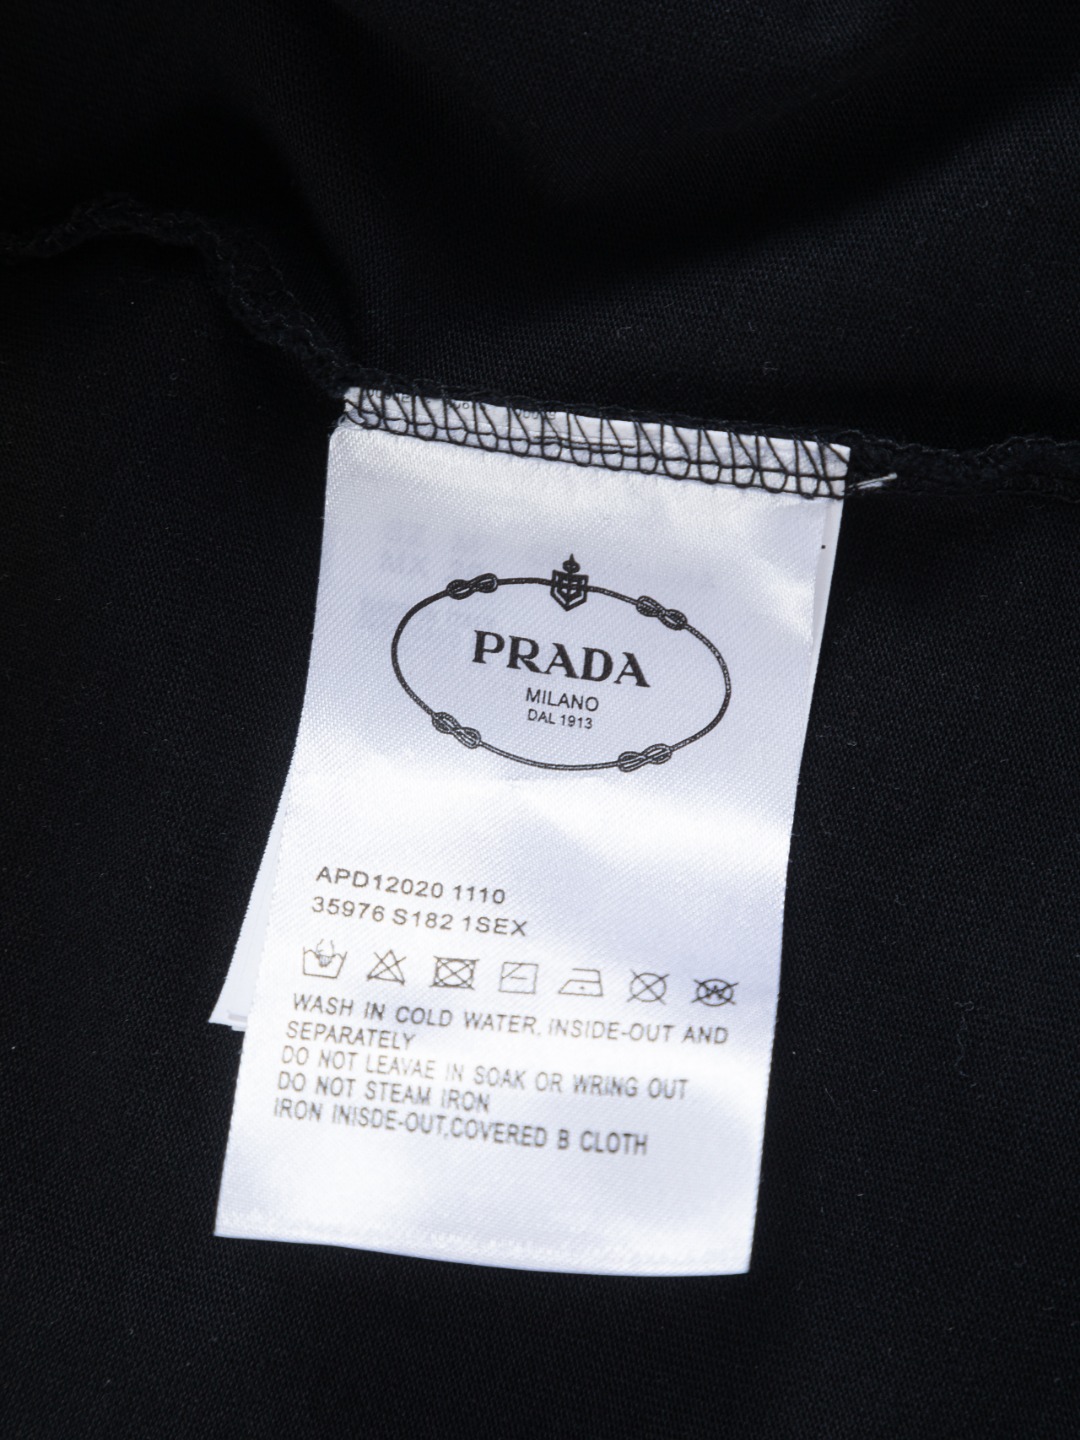 PRADA
MILANO
DAL 1913
APD12020 1110
35976 S182 1SEX
WASH IN COLD WATER, INSIDE-OUT AND
SEPARATELY
DO NOT LEAVAE IN SOAK OR WRING OUT
DO NOT STEAM IRON
IRON INISDE-OUT,COVERED B CLOTH